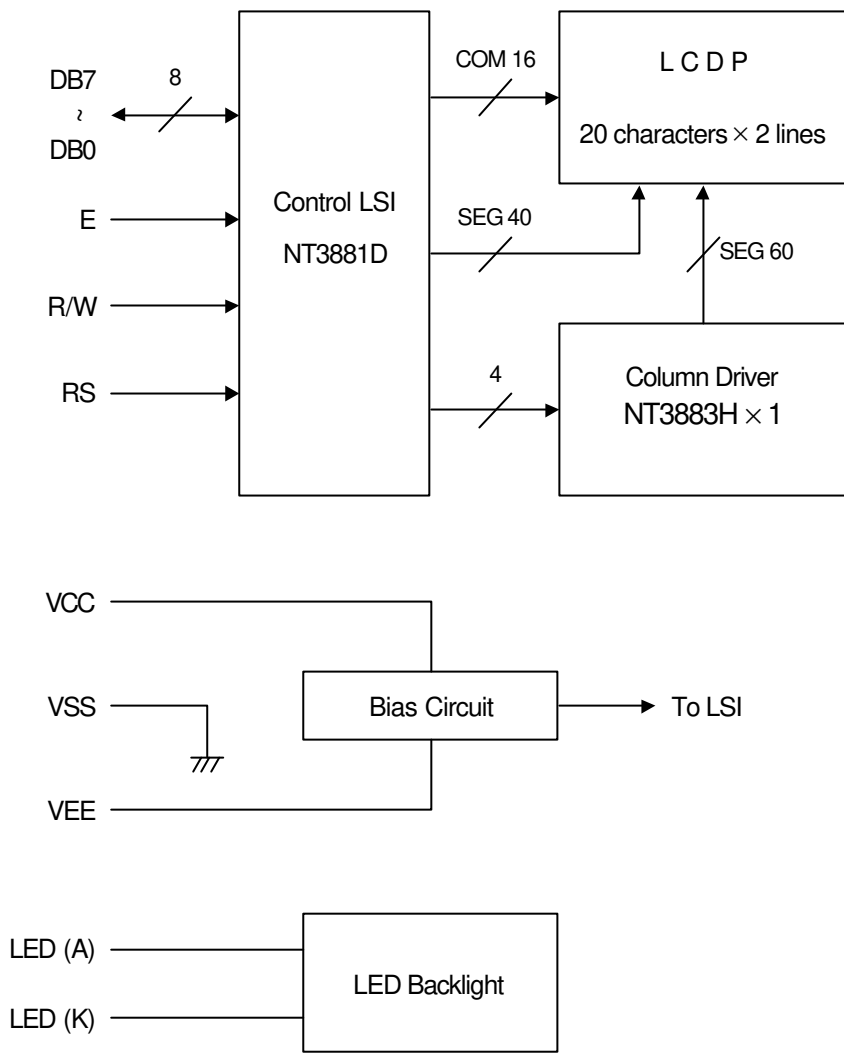 DB7
~
DB0
8
E
R/W
RS
Control LSI
NT3881D
COM 16
SEG 40
4
L C D P
20 characters × 2 lines
SEG 60
Column Driver
NT3883H × 1
VCC
VSS
VEE
Bias Circuit
To LSI
LED (A)
LED (K)
LED Backlight